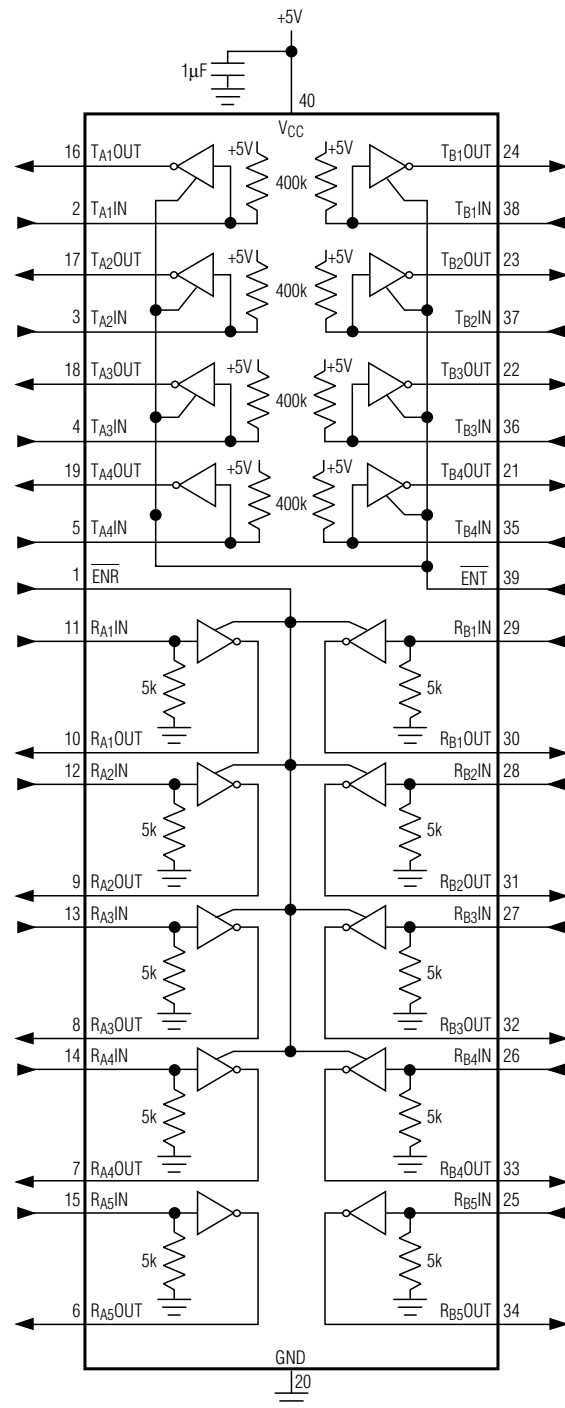 +5V
1µF
40
VCC
16 TA1OUT +5V +5V TB1OUT 24
400k
2 TA1IN TB1IN 38
17 TA2OUT +5V +5V TB2OUT 23
400k
3 TA2IN TB2IN 37
18 TA3OUT +5V +5V TB3OUT 22
400k
4 TA3IN TB3IN 36
19 TA4OUT +5V +5V TB4OUT 21
400k
5 TA4IN TB4IN 35
1 ENR ENT 39
11 RA1IN RB1IN 29
5k 5k
10 RA1OUT RB1OUT 30
12 RA2IN RB2IN 28
5k 5k
9 RA2OUT RB2OUT 31
13 RA3IN RB3IN 27
5k 5k
8 RA3OUT RB3OUT 32
14 RA4IN RB4IN 26
5k 5k
7 RA4OUT RB4OUT 33
15 RA5IN RB5IN 25
5k 5k
6 RA5OUT RB5OUT 34
GND
20